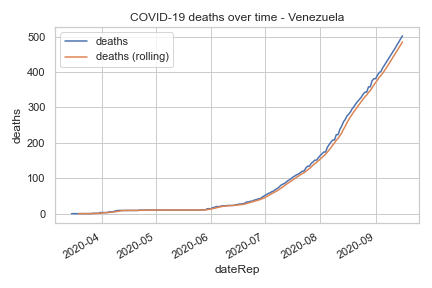 COVID-19 deaths over time - Venezuela
deaths
deaths (rolling)
500
400
300
200
100
0
deaths
2020-04
2020-05
2020-06
2020-07
2020-08
2020-09
dateRep